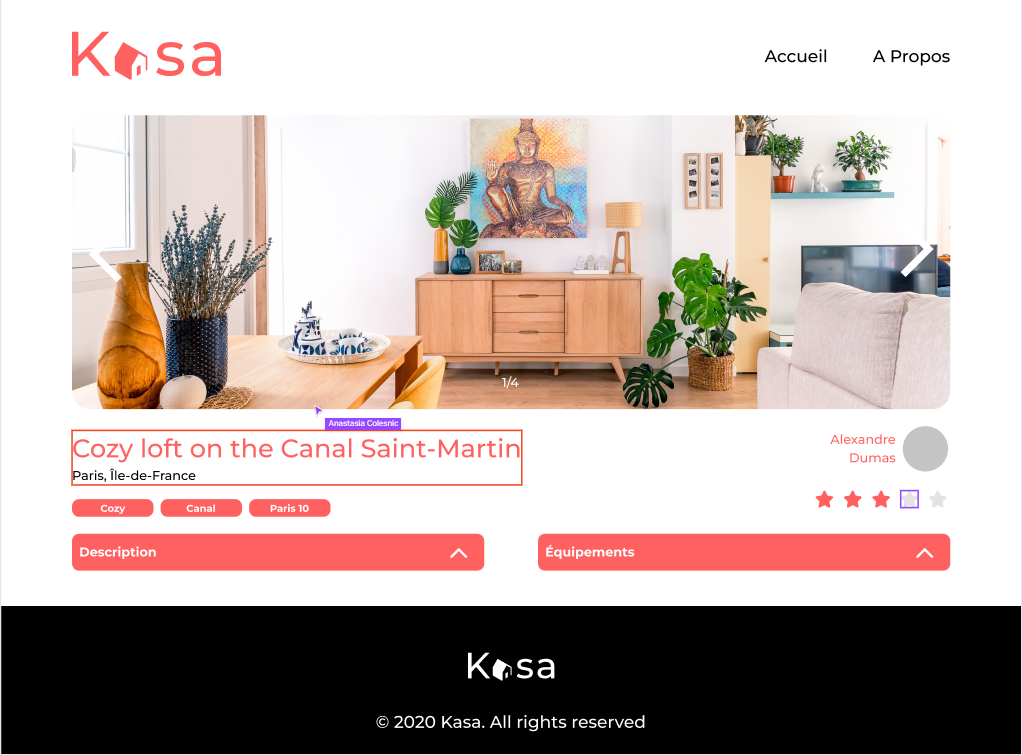 Kasa
Accueil
A Propos
1/4
Anastasia Colesnic
Cozy loft on the Canal Saint-Martin
Paris, Île-de-France
Alexandre
Dumas
Cozy
Canal
Paris 10
Description
Équipements
Kasa
© 2020 Kasa. All rights reserved